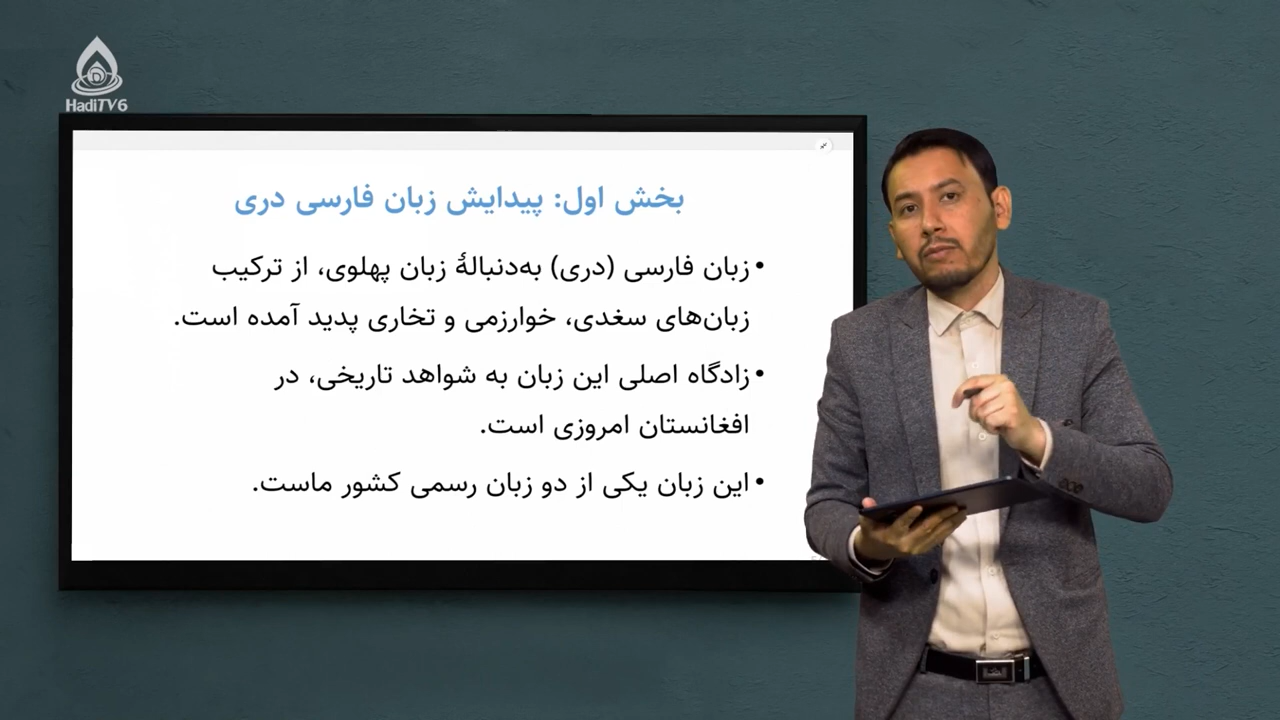 HadiTV6
بخش اول: پیدایش زبان فارسی دری
• زبان فارسی (دری) به‌دنبالۀ زبان پهلوی، از ترکیب
زبان‌های سغدی، خوارزمی و تخاری پدید آمده است.
• زادگاه اصلی این زبان به شواهد تاریخی، در
افغانستان امروزی است.
• این زبان یکی از دو زبان رسمی کشور ماست.